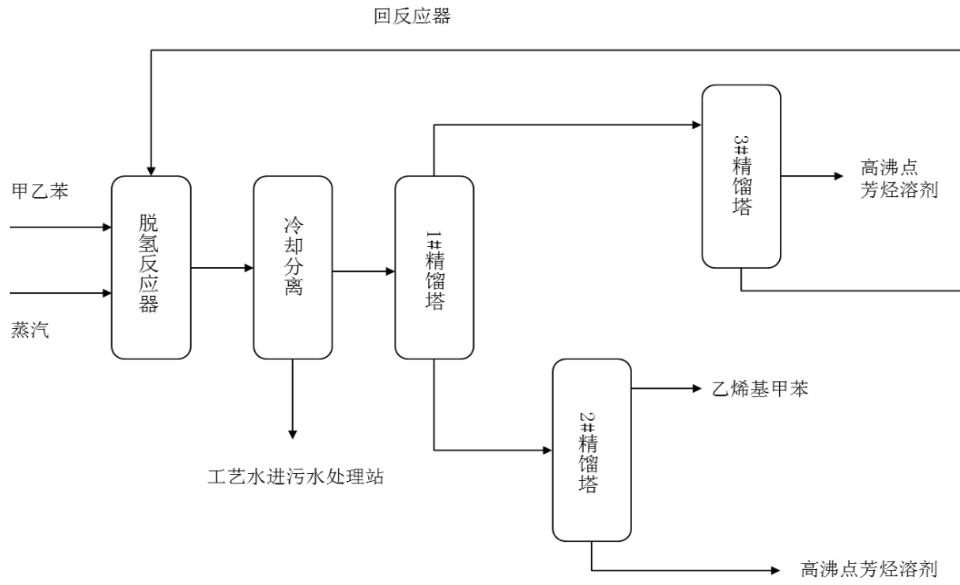 回反应器
甲乙苯
蒸汽
脱氢反应器
冷却分离
1#精馏塔
3#精馏塔
高沸点
芳烃溶剂
2#精馏塔
乙烯基甲苯
工艺水进污水处理站
高沸点芳烃溶剂